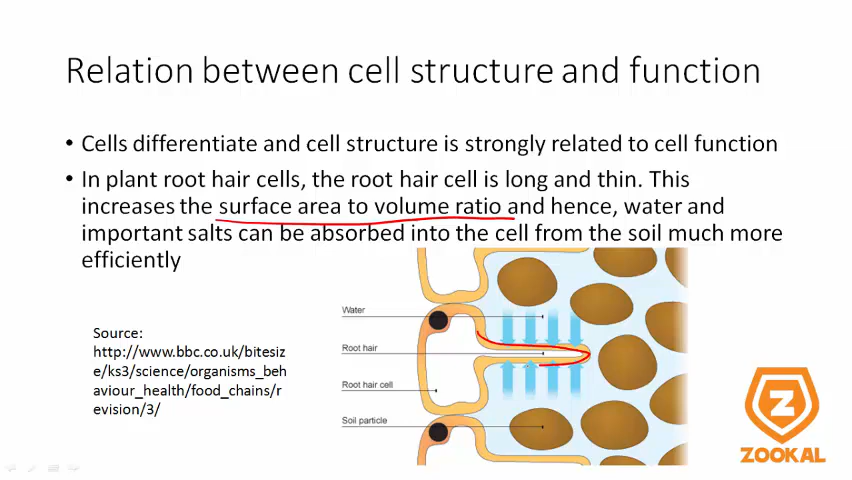 Relation between cell structure and function
• Cells differentiate and cell structure is strongly related to cell function
• In plant root hair cells, the root hair cell is long and thin. This
increases the surface area to volume ratio and hence, water and
important salts can be absorbed into the cell from the soil much more
efficiently
Water
Root hair
Root hair cell
Soil particle
Source:
http://www.bbc.co.uk/bitesiz
e/ks3/science/organisms_beh
aviour_health/food_chains/r
evision/3/
Z
ZOOKAL